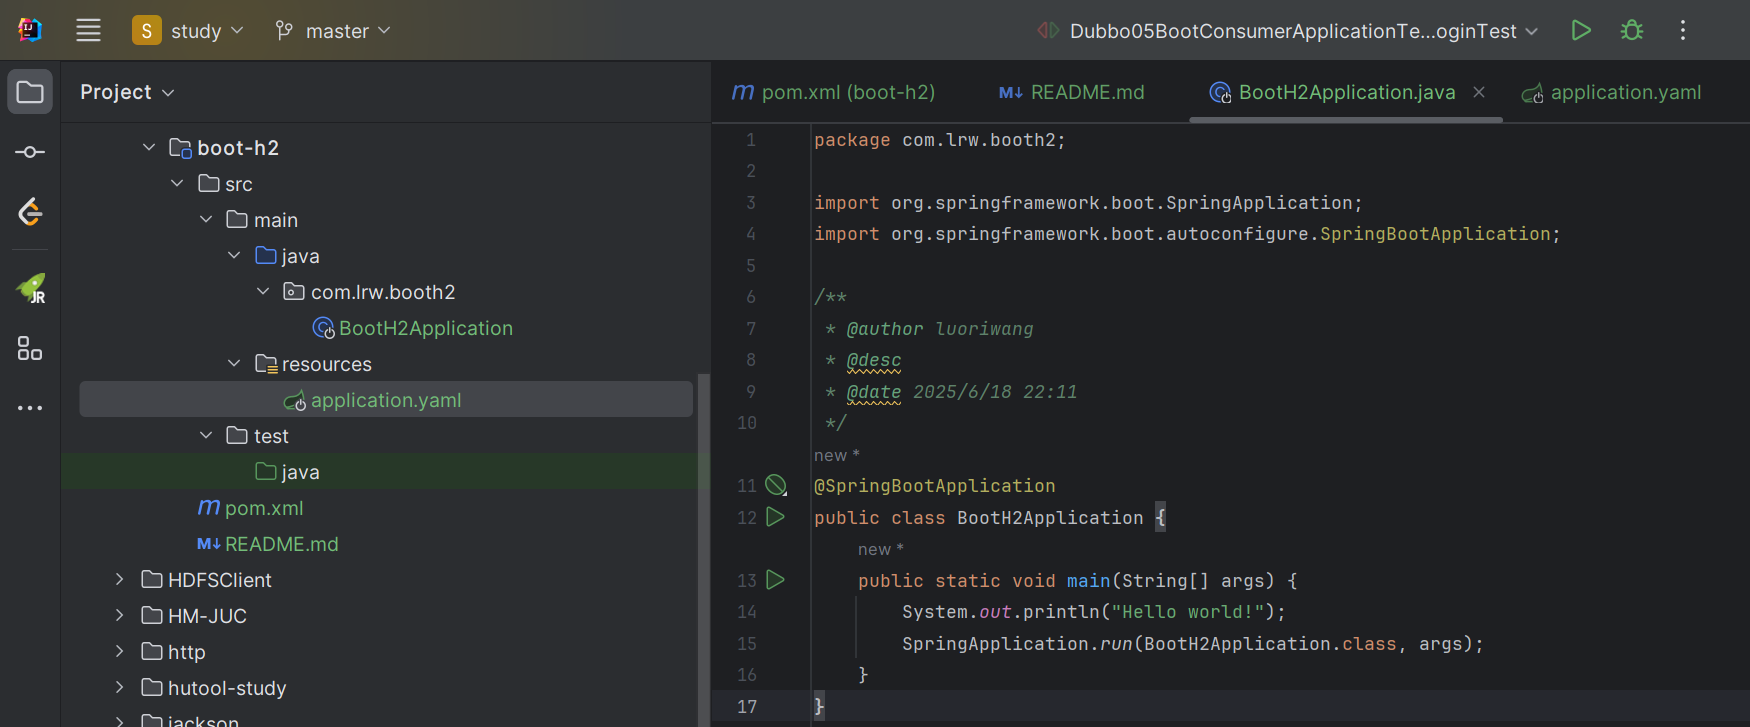 S study master Dubbo05BootConsumerApplicationTe...oginTest
Project
boot-h2
src
main
java
com.lrw.booth2
BootH2Application
resources
application.yaml
test
java
pom.xml
README.md
HDFSClient
HM-JUC
http
hutool-study
jackson
pom.xml (boot-h2) README.md BootH2Application.java application.yaml
1 package com.lrw.booth2;
2
3 import org.springframework.boot.SpringApplication;
4 import org.springframework.boot.autoconfigure.SpringBootApplication;
5
6 /**
7 * @author luoriwang
8 * @desc
9 * @date 2025/6/18 22:11
10 */
new *
11 @SpringBootApplication
12 public class BootH2Application {
new *
13 public static void main(String[] args) {
14 System.out.println("Hello world!");
15 SpringApplication.run(BootH2Application.class, args);
16 }
17 }